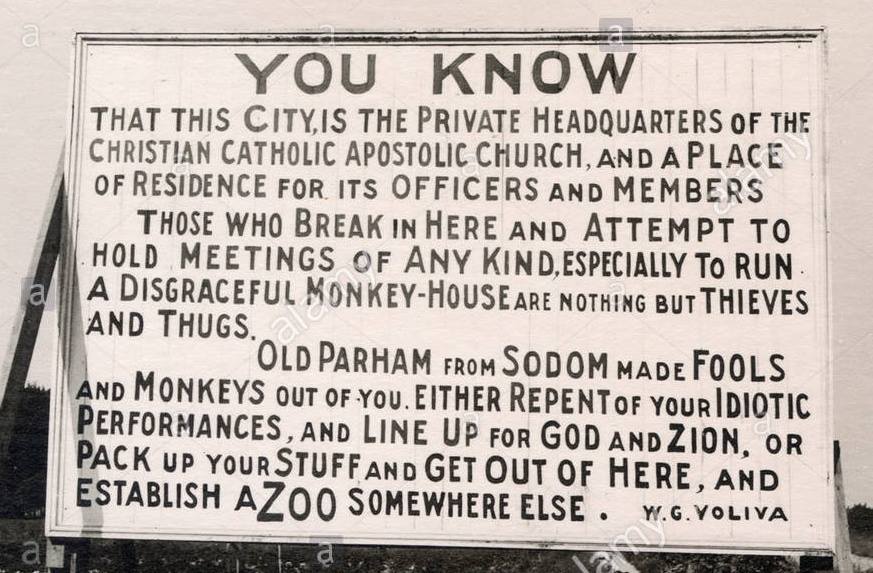 YOU KNOW
THAT THIS CITY, IS THE PRIVATE HEADQUARTERS OF THE
CHRISTIAN CATHOLIC APOSTOLIC CHURCH, AND A PLACE
OF RESIDENCE FOR ITS OFFICERS AND MEMBERS
THOSE WHO BREAK IN HERE AND ATTEMPT TO
HOLD MEETINGS OF ANY KIND, ESPECIALLY TO RUN
A DISGRACEFUL MONKEY-HOUSE ARE NOTHING BUT THIEVES
AND THUGS.
OLD PARHAM FROM SODOM MADE FOOLS
AND MONKEYS OUT OF YOU. EITHER REPENT OF YOUR IDIOTIC
PERFORMANCES, AND LINE UP FOR GOD AND ZION, OR
PACK UP YOUR STUFF AND GET OUT OF HERE, AND
ESTABLISH A ZOO SOMEWHERE ELSE. W.G. VOLIVA
alamy
alamy
alamy
alamy
a
a
a
a
a
a